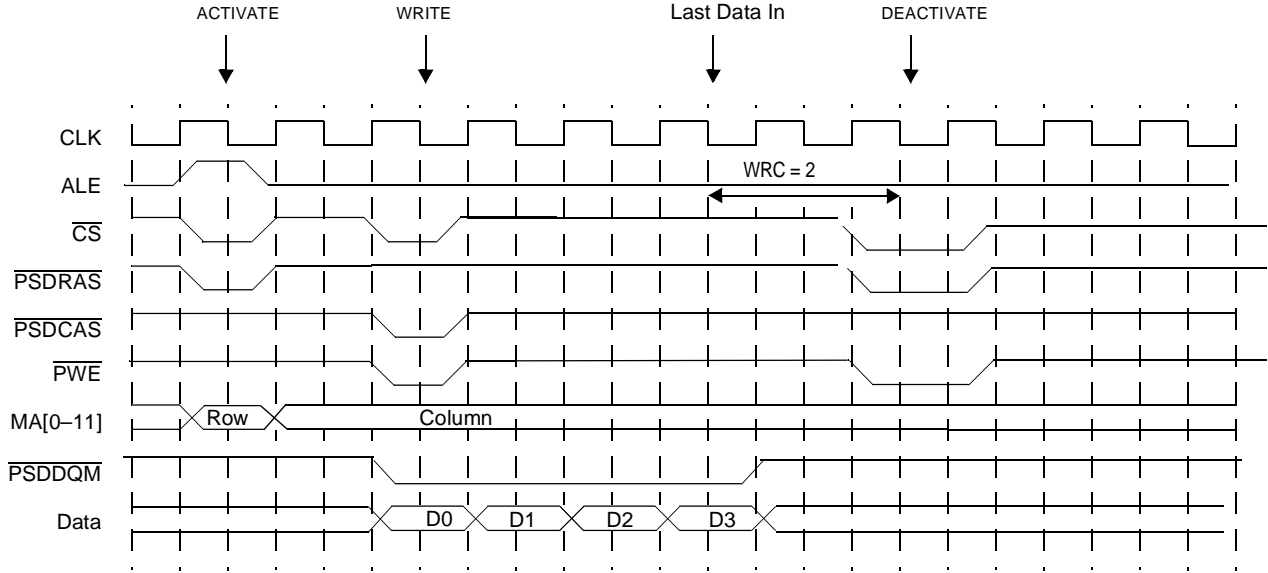 ACTIVATE WRITE Last Data In DEACTIVATE
CLK
ALE WRC = 2
CS
PSDRAS
PSDCAS
PWE
MA[0–11] Row Column
PSDDQM
Data D0 D1 D2 D3